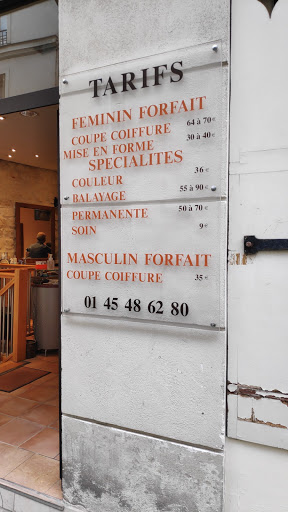 TARIFS
FEMININ FORFAIT
COUPE COIFFURE 64 à 70€
MISE EN FORME 30 à 40€
SPECIALITES
COULEUR 36€
BALAYAGE 55 à 90€
PERMANENTE 50 à 70€
SOIN 9€
MASCULIN FORFAIT
COUPE COIFFURE 35€
01 45 48 62 80